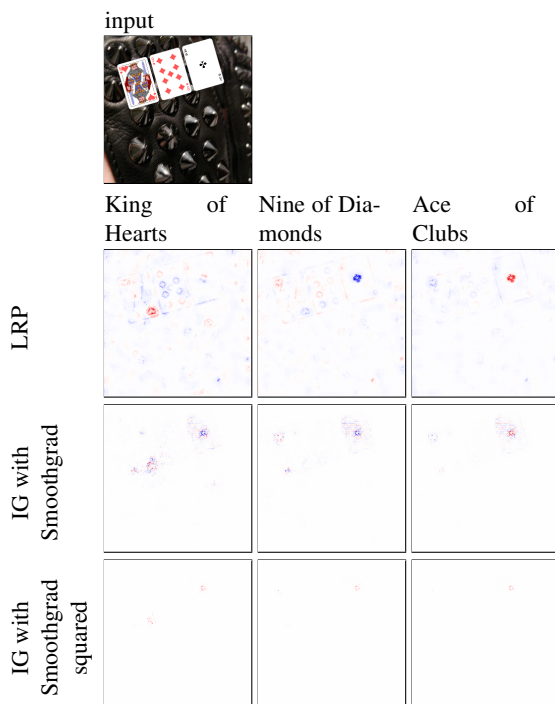 input
King of
Hearts
Nine of Dia-
monds
Ace of
Clubs
LRP
IG with
Smoothgrad
IG with
Smoothgrad
squared